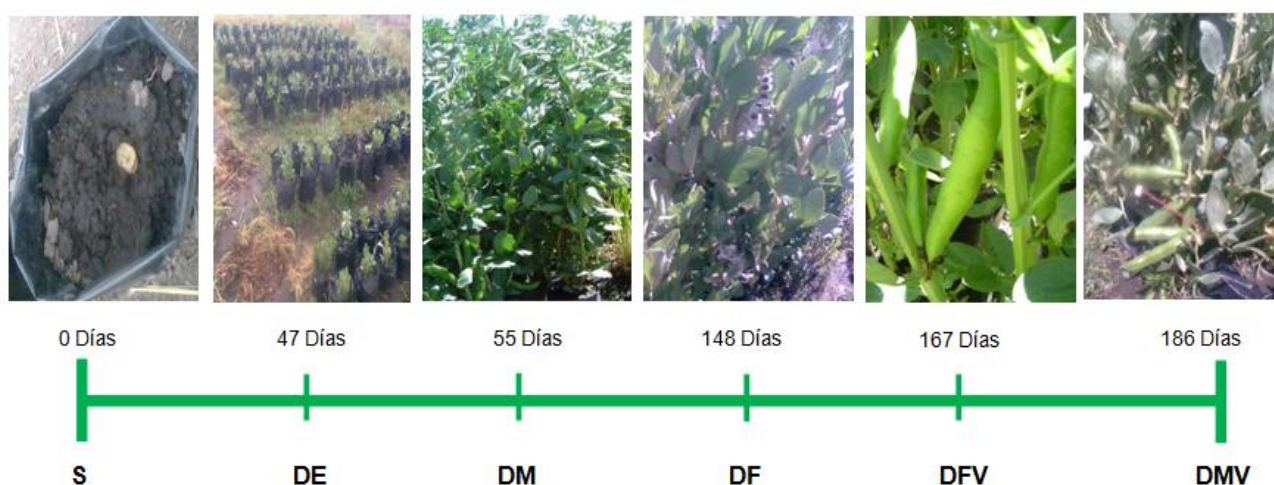 0 Días 47 Días 55 Días 148 Días 167 Días 186 Días
S DE DM DF DFV DMV